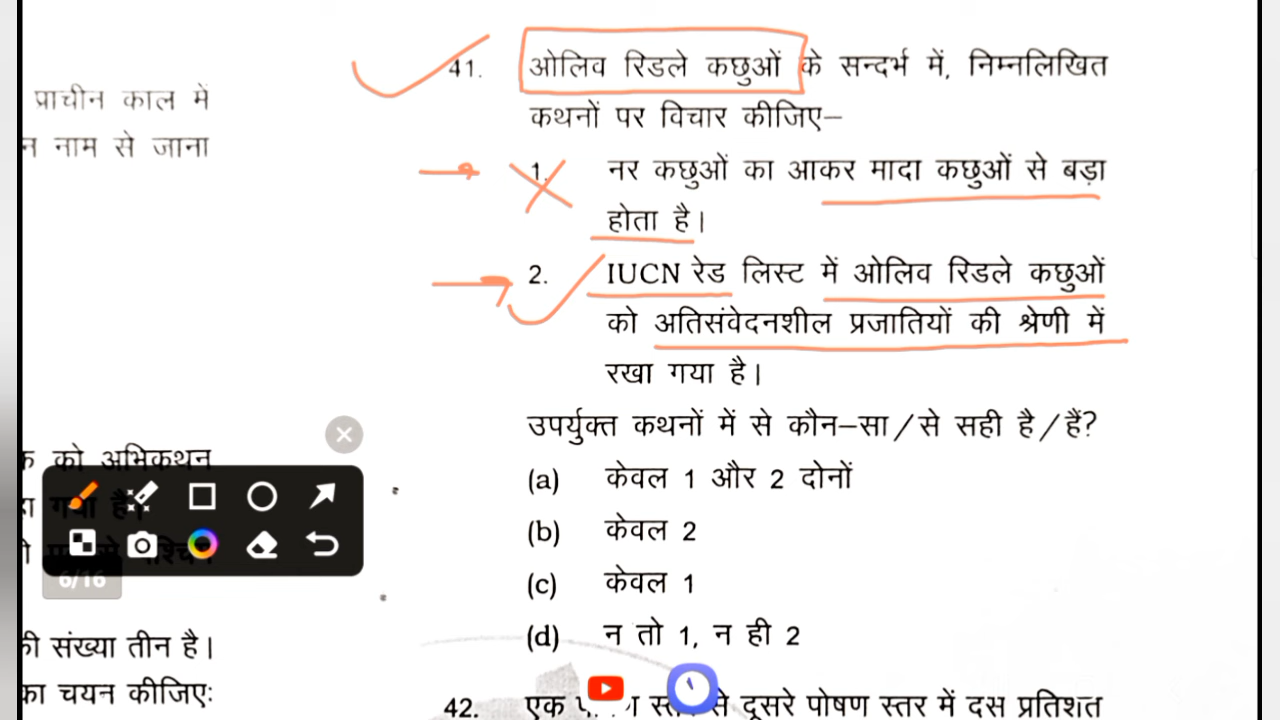 प्राचीन काल में
नाम से जाना
को अभिकथन
गया है।
6/16
की संख्या तीन है।
का चयन कीजिएः
41. ओलिव रिडले कछुओं के सन्दर्भ में, निम्नलिखित
कथनों पर विचार कीजिए–
1. नर कछुओं का आकर मादा कछुओं से बड़ा
होता है।
2. IUCN रेड लिस्ट में ओलिव रिडले कछुओं
को अतिसंवेदनशील प्रजातियों की श्रेणी में
रखा गया है।
उपर्युक्त कथनों में से कौन–सा/से सही है/हैं?
(a) केवल 1 और 2 दोनों
(b) केवल 2
(c) केवल 1
(d) न तो 1, न ही 2
42. एक स्तर से दूसरे पोषण स्तर में दस प्रतिशत